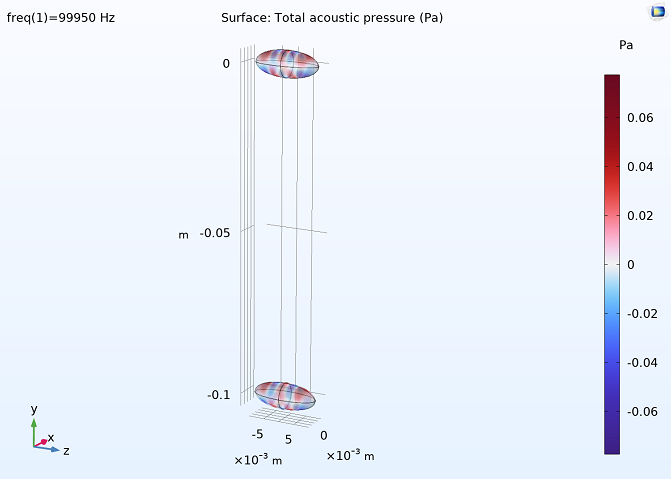 freq(1)=99950 Hz
Surface: Total acoustic pressure (Pa)
Pa
0
0.06
0.04
0.02
0
-0.02
-0.04
-0.06
m
-0.05
-0.1
-5
5
0
×10⁻³ m
×10⁻³ m
y
x
z